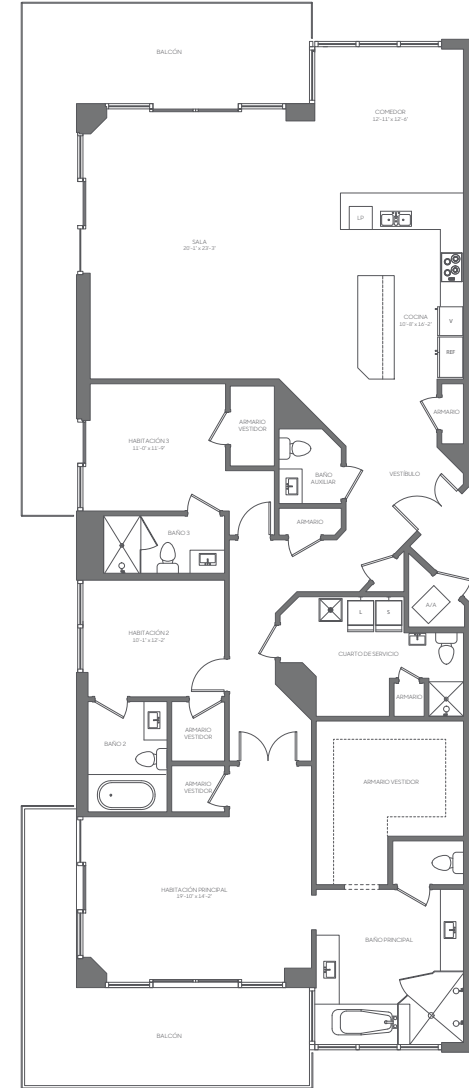 BALCÓN
COMEDOR
12'-11" x 12'-6"
LP
SALA
20'-1" x 23'-3"
COCINA
10'-8" x 16'-2"
V
REF
ARMARIO
ARMARIO
VESTIDOR
HABITACIÓN 3
11'-0" x 11'-9"
BAÑO
AUXILIAR
VESTÍBULO
ARMARIO
BAÑO 3
A/A
L
S
HABITACIÓN 2
10'-1" x 12'-2"
CUARTO DE SERVICIO
ARMARIO
BAÑO 2
ARMARIO
VESTIDOR
ARMARIO
VESTIDOR
ARMARIO VESTIDOR
HABITACIÓN PRINCIPAL
19'-10" x 14'-2"
BAÑO PRINCIPAL
BALCÓN